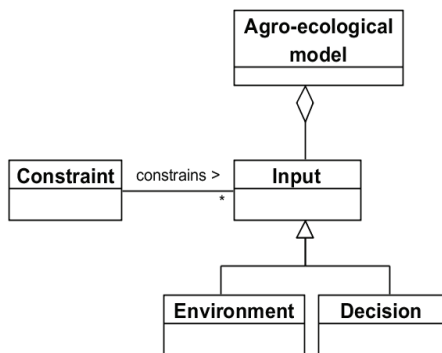 Agro-ecological
model
Constraint
constrains >
*
Input
Environment
Decision